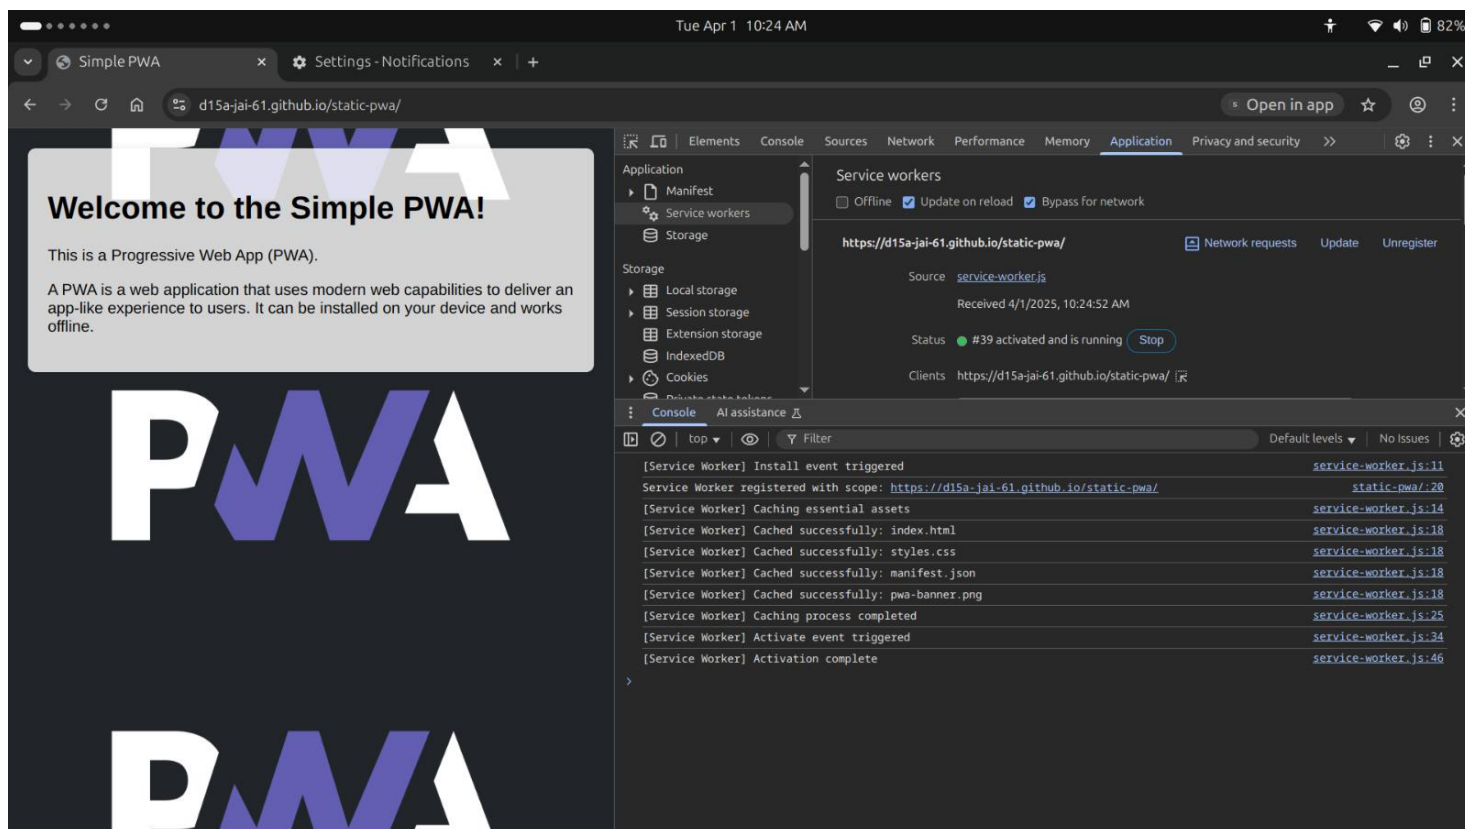 Tue Apr 1 10:24 AM
82%
Simple PWA
Settings - Notifications
d15a-jai-61.github.io/static-pwa/
Open in app
PWA
Welcome to the Simple PWA!
This is a Progressive Web App (PWA).
A PWA is a web application that uses modern web capabilities to deliver an
app-like experience to users. It can be installed on your device and works
offline.
PWA
PWA
Elements Console Sources Network Performance Memory Application Privacy and security
Application
Manifest
Service workers
Storage
Storage
Local storage
Session storage
Extension storage
IndexedDB
Cookies
Private state tokens
Service workers
Offline Update on reload Bypass for network
https://d15a-jai-61.github.io/static-pwa/ Network requests Update Unregister
Source service-worker.js
Received 4/1/2025, 10:24:52 AM
Status #39 activated and is running Stop
Clients https://d15a-jai-61.github.io/static-pwa/
Console AI assistance
top Filter Default levels No Issues
[Service Worker] Install event triggered service-worker.js:11
Service Worker registered with scope: https://d15a-jai-61.github.io/static-pwa/ static-pwa/:20
[Service Worker] Caching essential assets service-worker.js:14
[Service Worker] Cached successfully: index.html service-worker.js:18
[Service Worker] Cached successfully: styles.css service-worker.js:18
[Service Worker] Cached successfully: manifest.json service-worker.js:18
[Service Worker] Cached successfully: pwa-banner.png service-worker.js:18
[Service Worker] Caching process completed service-worker.js:25
[Service Worker] Activate event triggered service-worker.js:34
[Service Worker] Activation complete service-worker.js:46